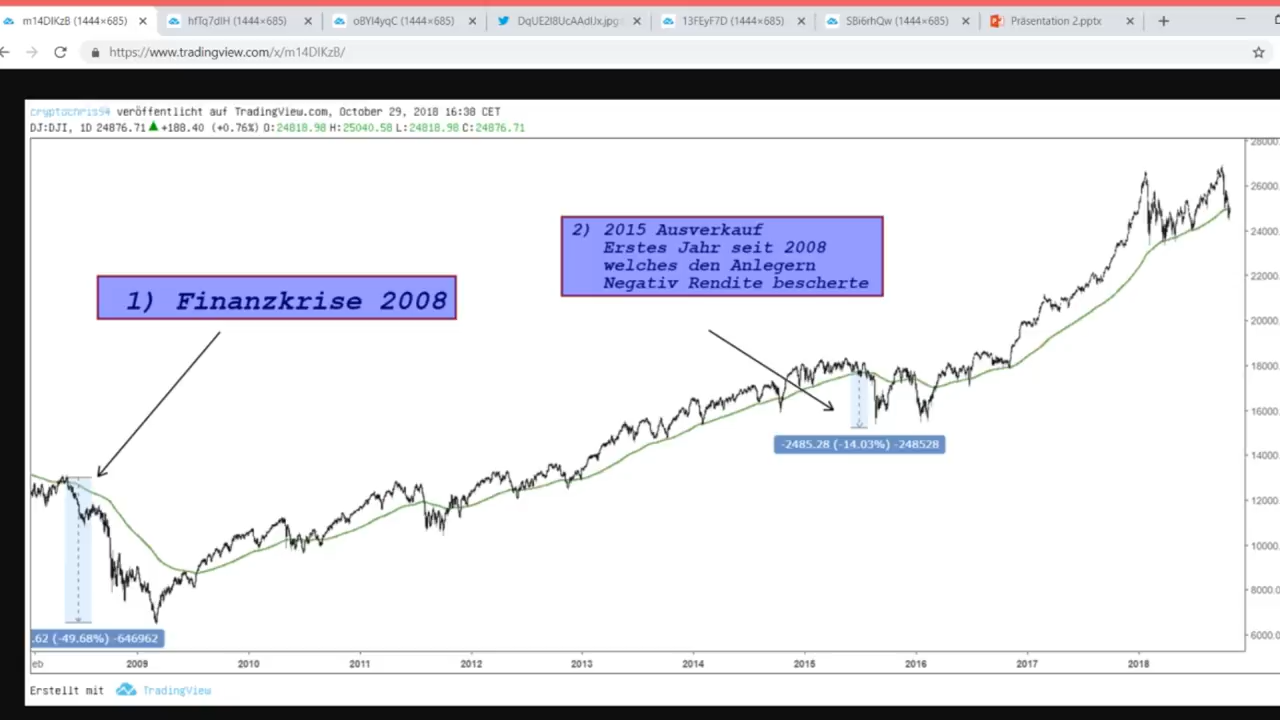 m14DIKzB (1444×685)
hfTq7dIH (1444×685)
o8YI4yqC (1444×685)
DqUE2I8UcAAdIJx.jpg
13FEyF7D (1444×685)
SBi6rhQw (1444×685)
Präsentation 2.pptx
https://www.tradingview.com/x/m14DIKzB/
cryptochris94 veröffentlicht auf TradingView.com, October 29, 2018 16:38 CET
DJ:DJI, 1D 24876.71 ▲ +188.40 (+0.76%) O:24818.98 H:25040.58 L:24818.98 C:24876.71
28000.
26000.
24000.
22000.
20000.
18000.
16000.
14000.
12000.
10000.
8000.0
6000.0
2) 2015 Ausverkauf
Erstes Jahr seit 2008
welches den Anlegern
Negativ Rendite bescherte
1) Finanzkrise 2008
-2485.28 (-14.03%) -248528
.62 (-49.68%) -646962
eb 2009 2010 2011 2012 2013 2014 2015 2016 2017 2018
Erstellt mit TradingView